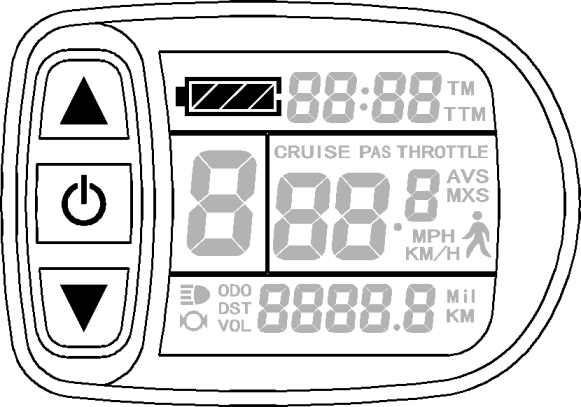 88:88 TM
TTM
CRUISE PAS THROTTLE
8
88.8 AVS
MXS
MPH
KM/H
ODO
DST
VOL
8888.8 Mil
KM